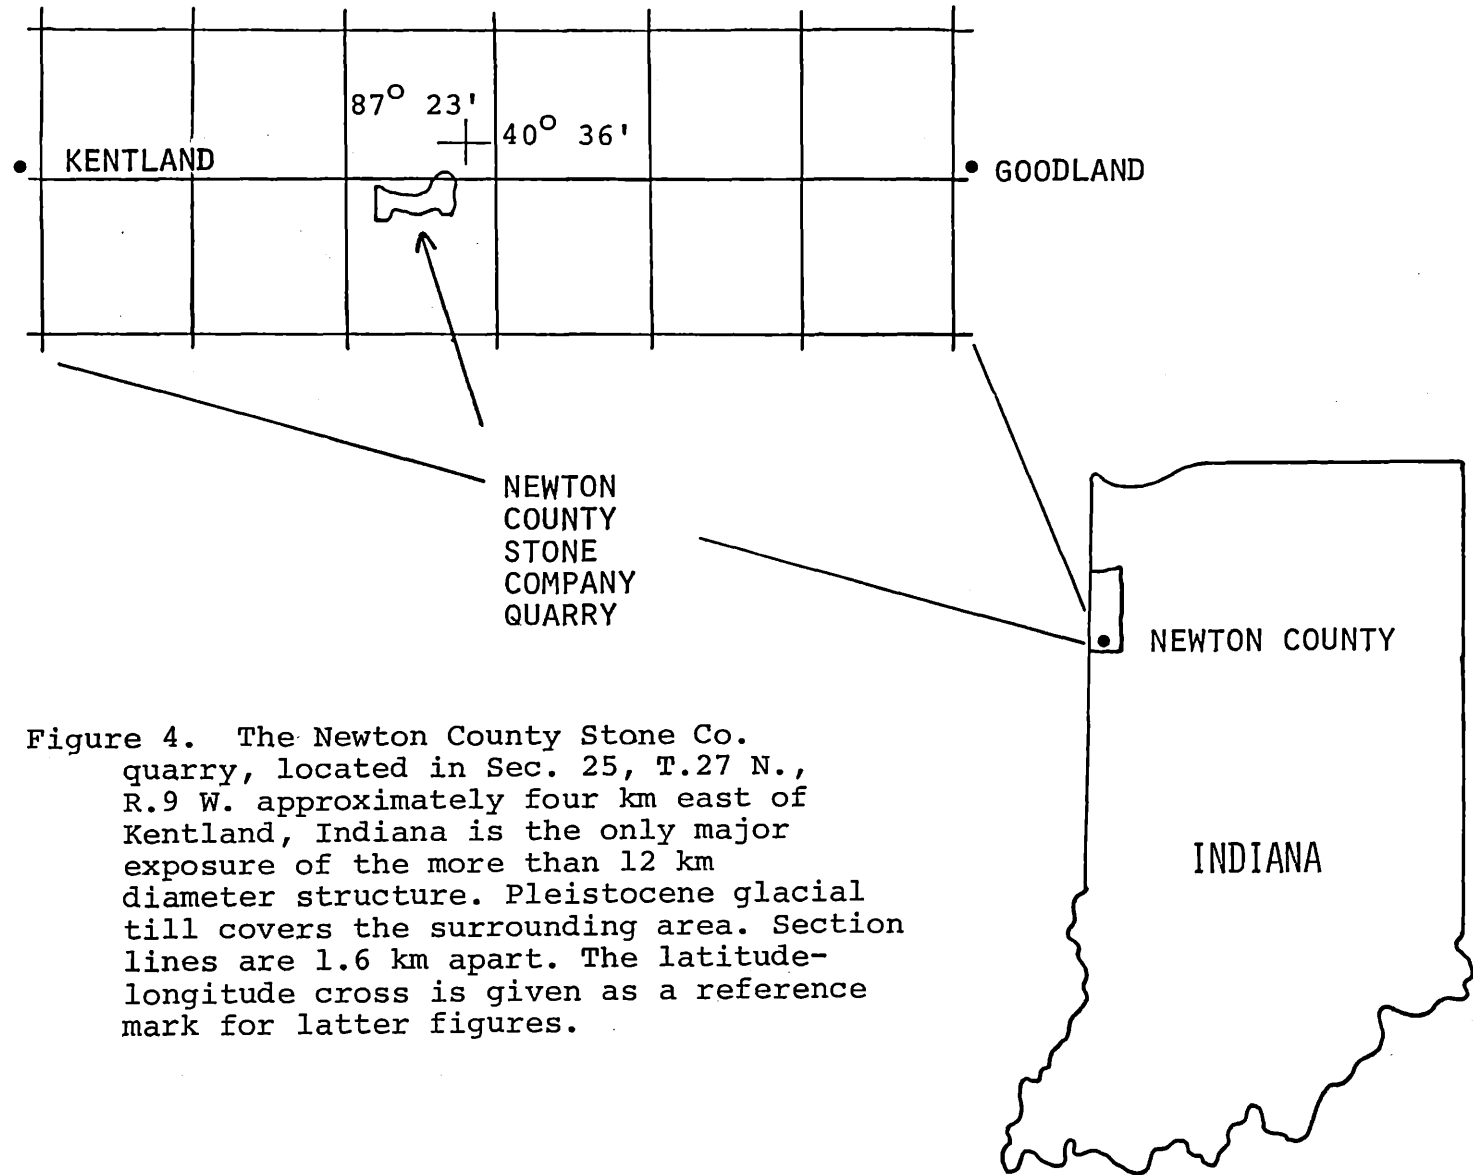 87° 23'
40° 36'
KENTLAND
GOODLAND
NEWTON
COUNTY
STONE
COMPANY
QUARRY
NEWTON COUNTY
INDIANA
Figure 4. The Newton County Stone Co.
quarry, located in Sec. 25, T.27 N.,
R.9 W. approximately four km east of
Kentland, Indiana is the only major
exposure of the more than 12 km
diameter structure. Pleistocene glacial
till covers the surrounding area. Section
lines are 1.6 km apart. The latitude-
longitude cross is given as a reference
mark for latter figures.